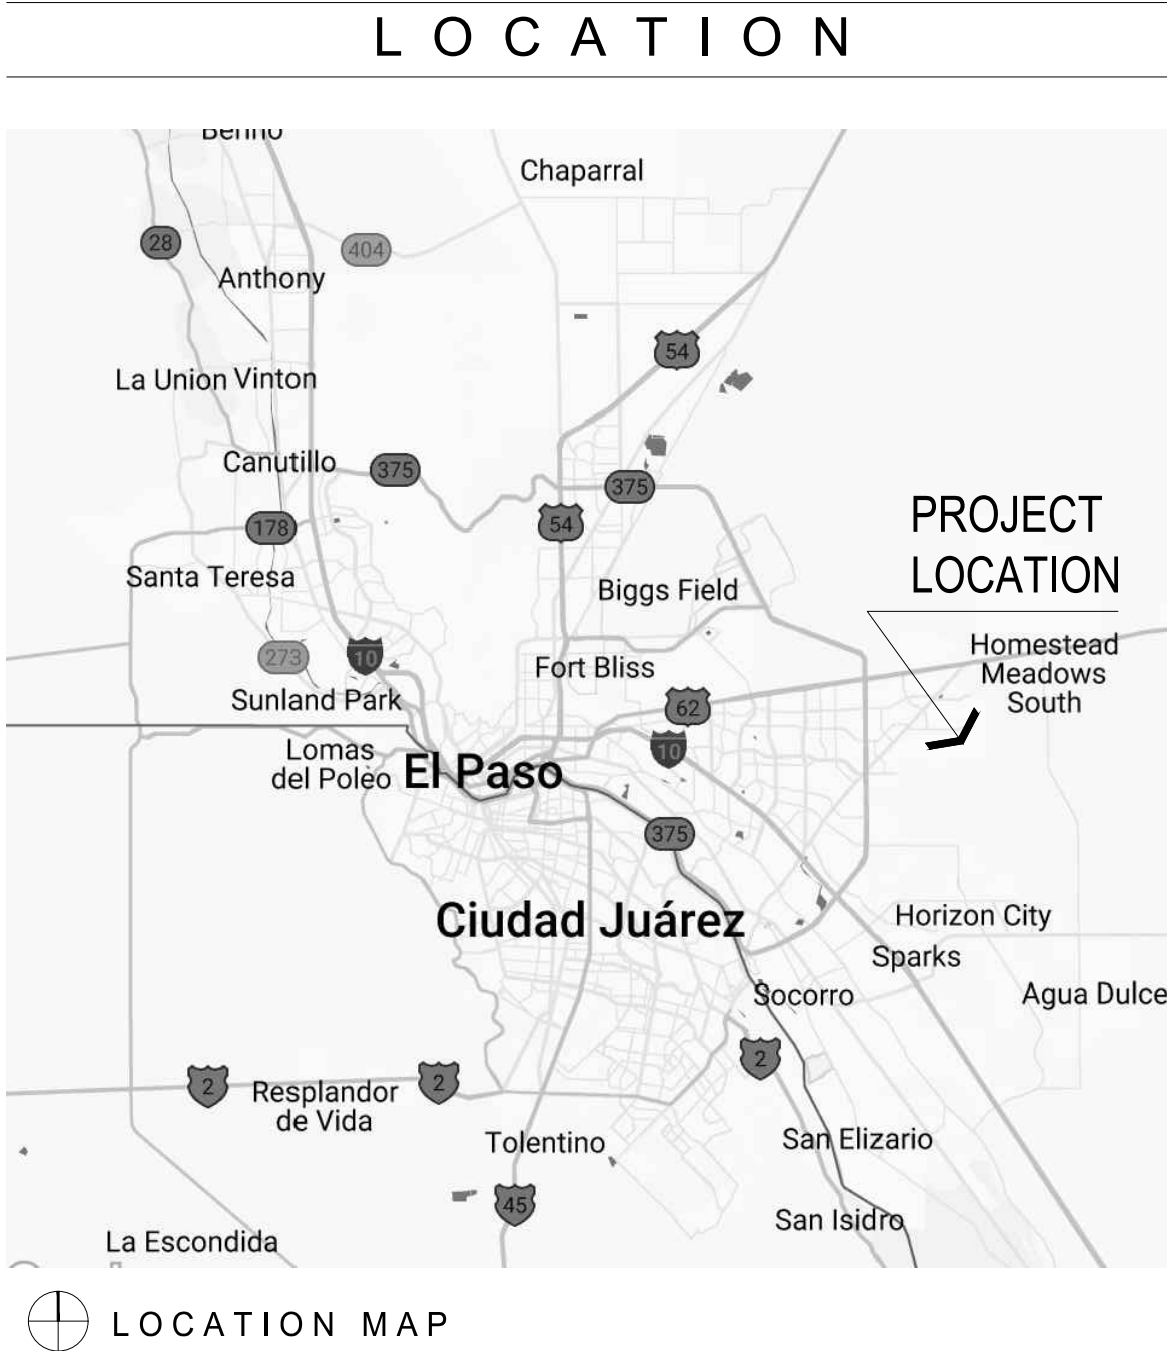 LOCATION
Berino
Chaparral
28
404
Anthony
54
La Union Vinton
Canutillo
375
375
PROJECT
LOCATION
178
54
Santa Teresa
Biggs Field
Homestead
Meadows
South
273
10
Fort Bliss
Sunland Park
62
Lomas
del Poleo
El Paso
10
375
Ciudad Juárez
Horizon City
Sparks
Socorro
Agua Dulce
2
2
2
Resplandor
de Vida
Tolentino
San Elizario
45
San Isidro
La Escondida
LOCATION MAP